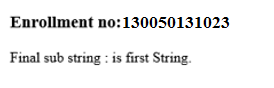 Enrollment no:130050131023
Final sub string : is first String.